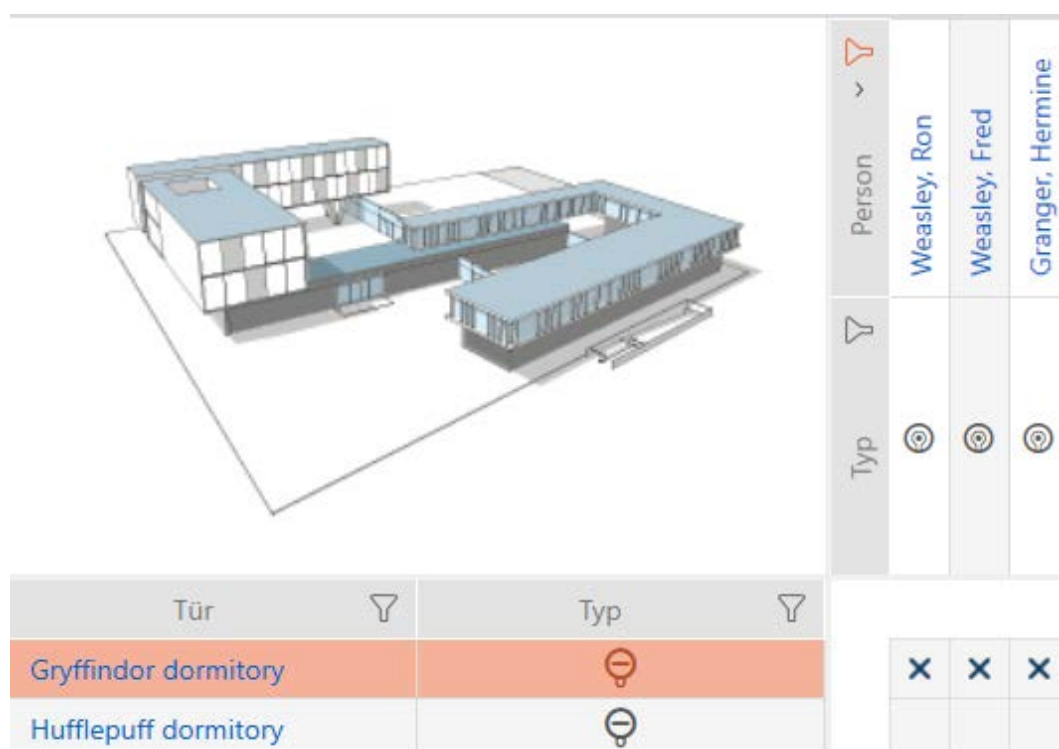 Person
Weasley, Ron
Weasley, Fred
Granger, Hermine
Typ
Tür
Typ
Gryffindor dormitory
Hufflepuff dormitory